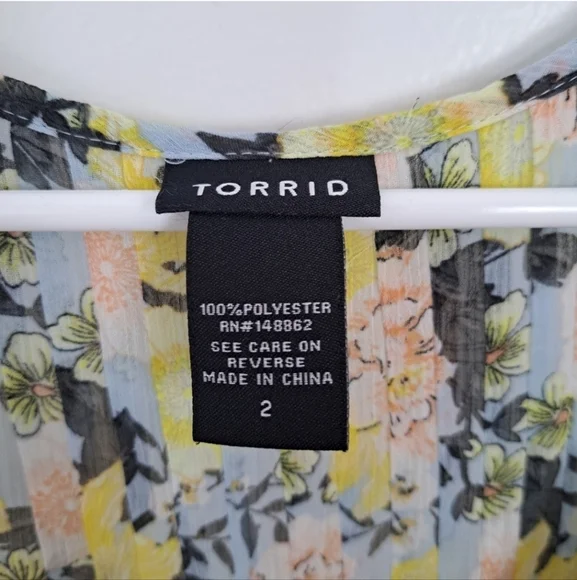 TORRID
100%POLYESTER
RN#148862
SEE CARE ON
REVERSE
MADE IN CHINA
2